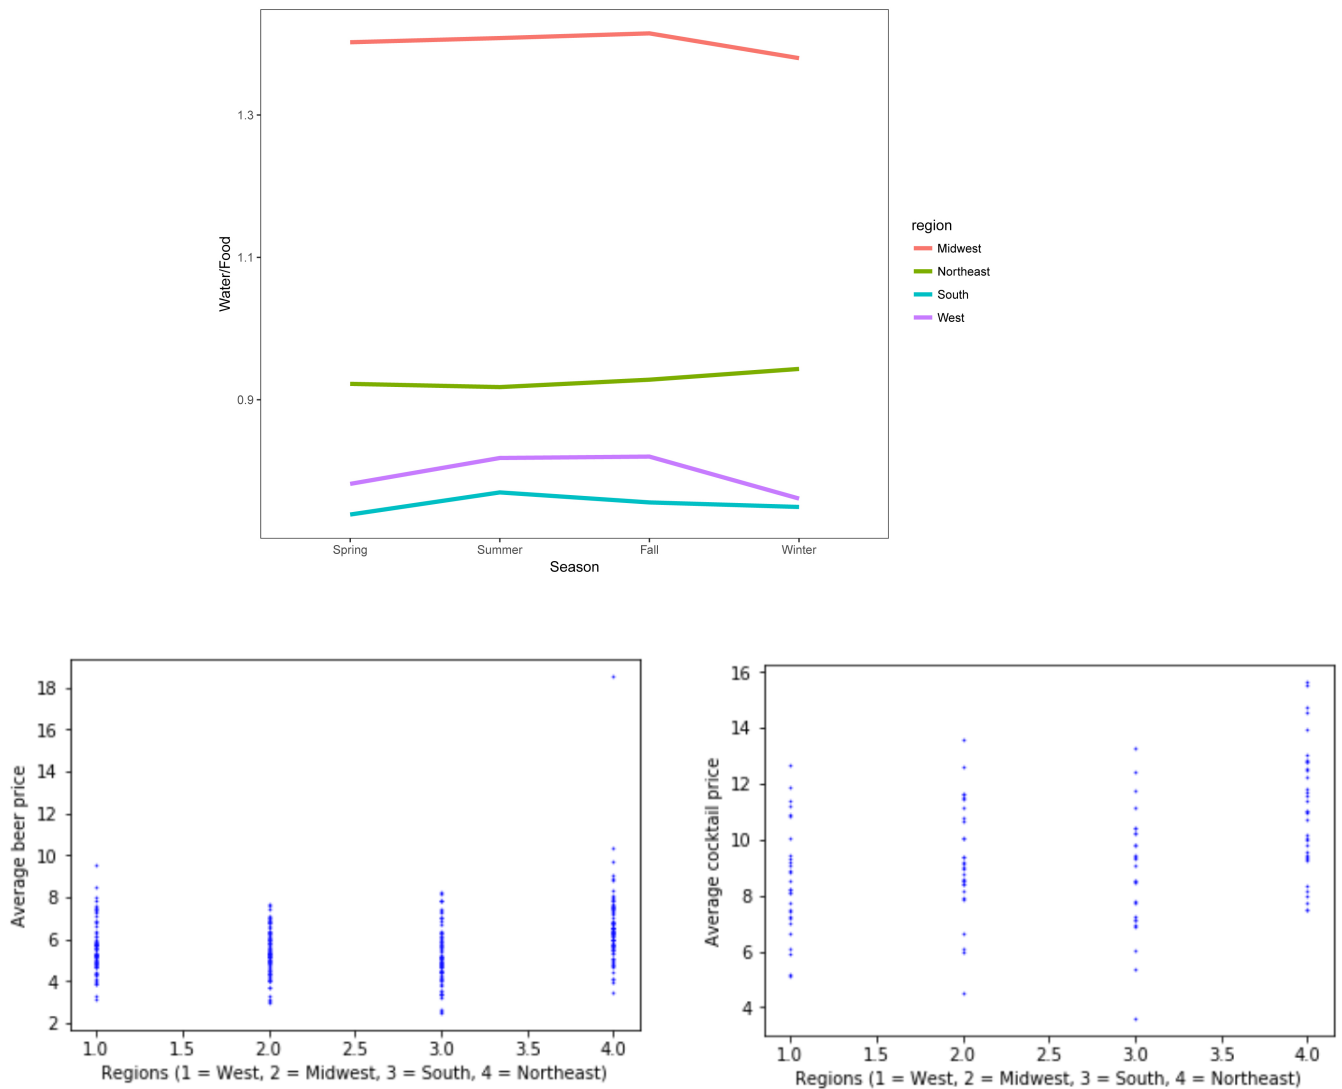 1.3
1.1
0.9
Water/Food
Spring Summer Fall Winter
Season
region
Midwest
Northeast
South
West
18
16
14
12
10
8
6
4
2
Average beer price
1.0 1.5 2.0 2.5 3.0 3.5 4.0
Regions (1 = West, 2 = Midwest, 3 = South, 4 = Northeast)
16
14
12
10
8
6
4
Average cocktail price
1.0 1.5 2.0 2.5 3.0 3.5 4.0
Regions (1 = West, 2 = Midwest, 3 = South, 4 = Northeast)